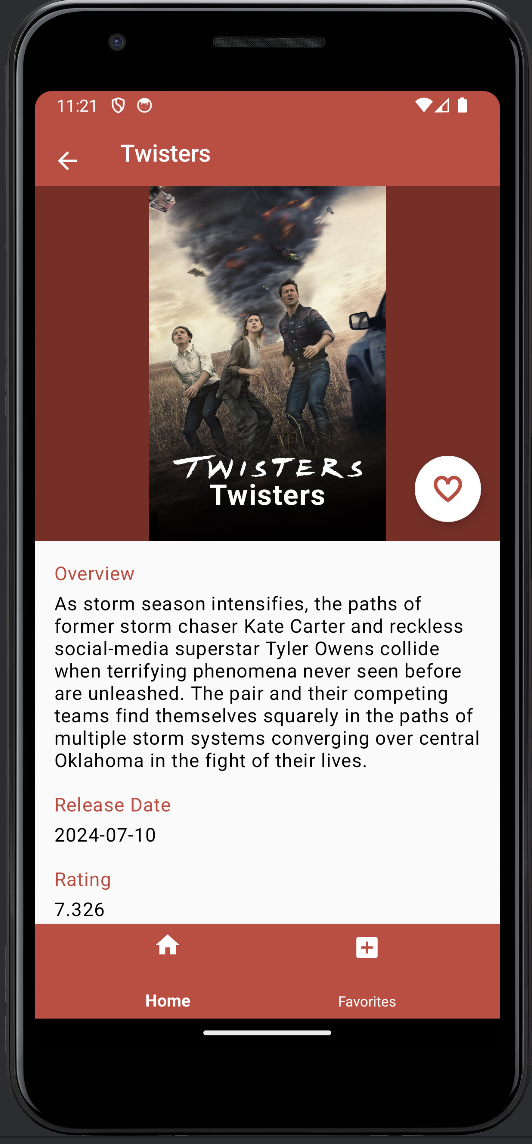 11:21
Twisters
TWISTERS
Twisters
Overview
As storm season intensifies, the paths of
former storm chaser Kate Carter and reckless
social-media superstar Tyler Owens collide
when terrifying phenomena never seen before
are unleashed. The pair and their competing
teams find themselves squarely in the paths of
multiple storm systems converging over central
Oklahoma in the fight of their lives.
Release Date
2024-07-10
Rating
7.326
Home
Favorites